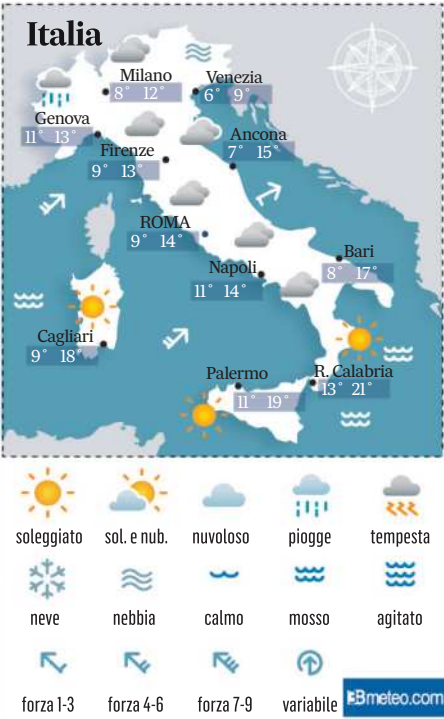 Italia
Milano
8° 12°
Venezia
6° 9°
Genova
11° 13°
Firenze
9° 13°
Ancona
7° 15°
ROMA
9° 14°
Napoli
11° 14°
Bari
8° 17°
Cagliari
9° 18°
Palermo
11° 19°
R. Calabria
13° 21°
soleggiato sol. e nub. nuvoloso piogge tempesta
neve nebbia calmo mosso agitato
forza 1-3 forza 4-6 forza 7-9 variabile
3Bmeteo.com